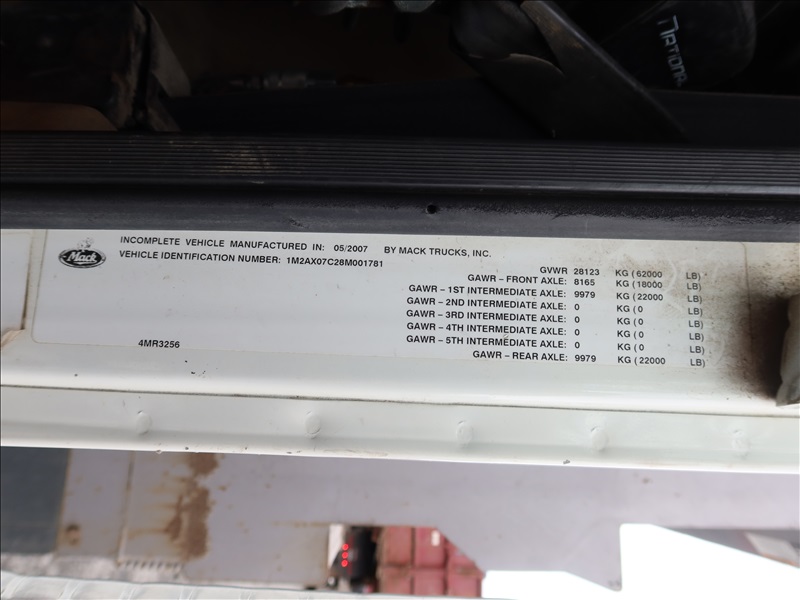 NATIONAL
Mack
INCOMPLETE VEHICLE MANUFACTURED IN: 05/2007 BY MACK TRUCKS, INC.
VEHICLE IDENTIFICATION NUMBER: 1M2AX07C28M001781
GVWR 28123 KG ( 62000 LB)
GAWR - FRONT AXLE: 8165 KG ( 18000 LB)
GAWR - 1ST INTERMEDIATE AXLE: 9979 KG ( 22000 LB)
GAWR - 2ND INTERMEDIATE AXLE: 0 KG ( 0 LB)
GAWR - 3RD INTERMEDIATE AXLE: 0 KG ( 0 LB)
GAWR - 4TH INTERMEDIATE AXLE: 0 KG ( 0 LB)
GAWR - 5TH INTERMEDIATE AXLE: 0 KG ( 0 LB)
GAWR - REAR AXLE: 9979 KG ( 22000 LB)
4MR3256